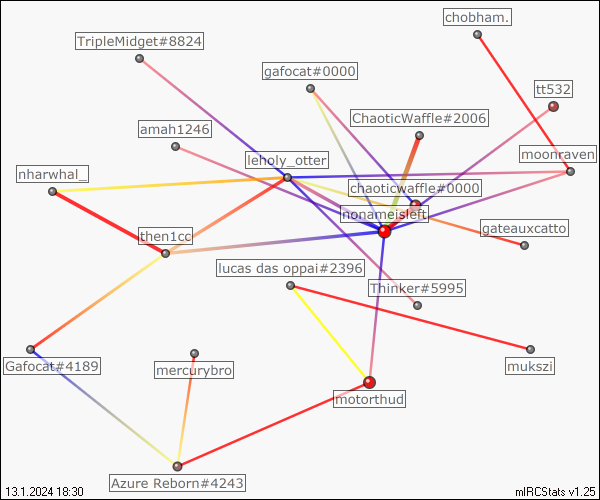 chobham.
TripleMidget#8824
gafocat#0000
tt532
ChaoticWaffle#2006
amah1246
leholy_otter
moonraven
nharwhal_
chaoticwaffle#0000
nonameisleft
gateauxcatto
then1cc
lucas das oppai#2396
Thinker#5995
Gafocat#4189
mercurybro
mukszi
motorthud
Azure Reborn#4243
13.1.2024 18:30
mIRCStats v1.25